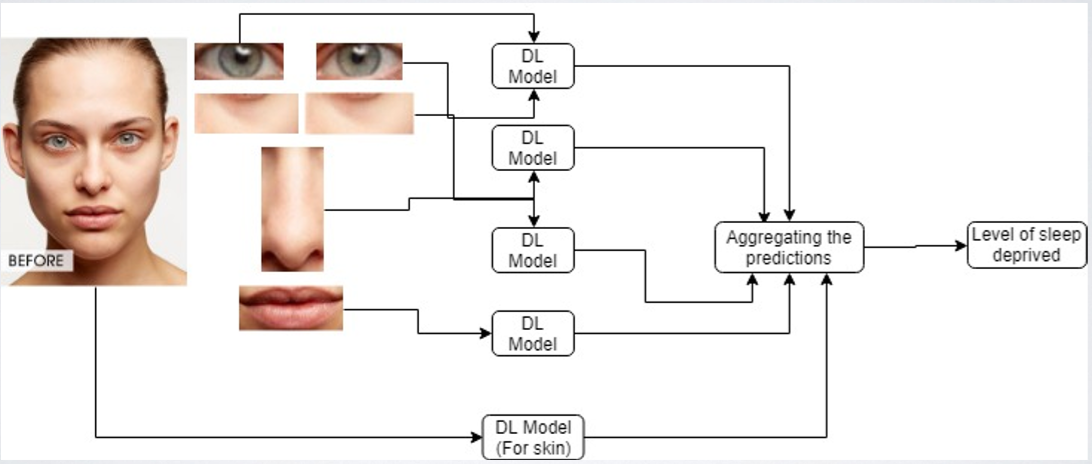 DL
Model
DL
Model
BEFORE
DL
Model
Aggregating the
predictions
Level of sleep
deprived
DL
Model
DL Model
(For skin)